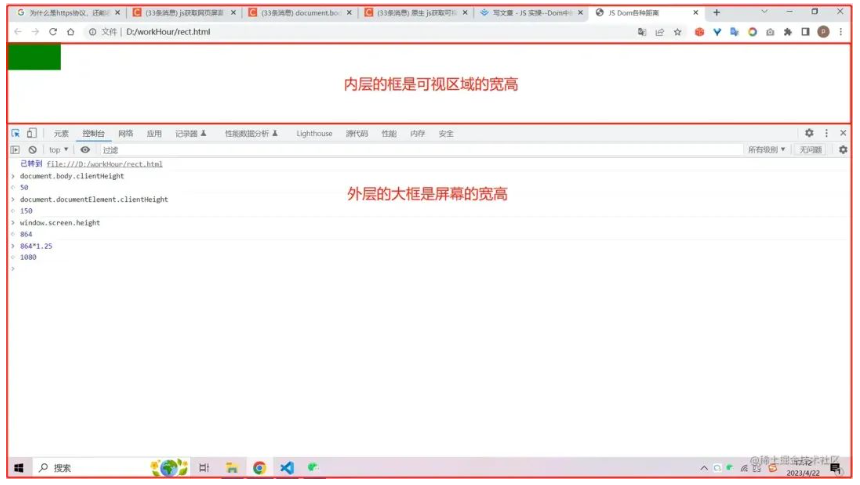 为什么是https协议，还能 (33条消息) js获取网页屏幕 (33条消息) document.bo (33条消息) 原生 js获取可 写文章 - JS 实操--Dom中 JS Dom各种距离
文件 | D:/workHour/rect.html
内层的框是可视区域的宽高
元素 控制台 网络 应用 记录器 性能数据分析 Lighthouse 源代码 性能 内存 安全
top 过滤 所有级别 无问题
已转到 file:///D:/workHour/rect.html
document.body.clientHeight
50
外层的大框是屏幕的宽高
document.documentElement.clientHeight
150
window.screen.height
864
864*1.25
1080
搜索
@稀土掘金技术社区
2023/4/22